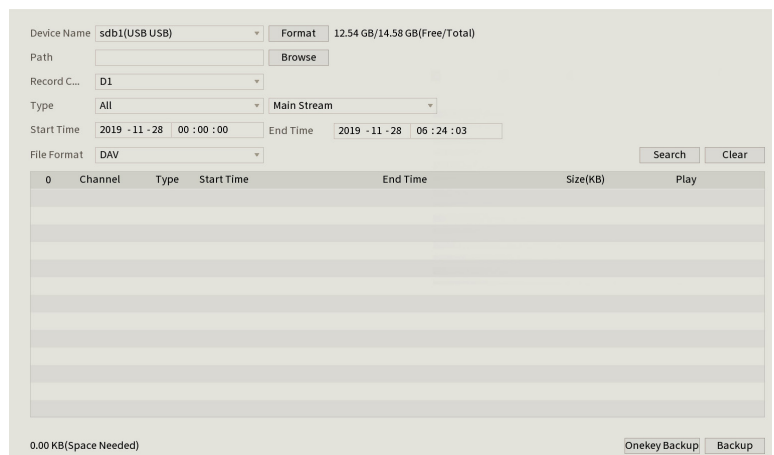 Device Name sdb1(USB USB) Format 12.54 GB/14.58 GB(Free/Total)
Path Browse
Record C... D1
Type All Main Stream
Start Time 2019 - 11 - 28 00 : 00 : 00 End Time 2019 - 11 - 28 06 : 24 : 03
File Format DAV Search Clear
0 Channel Type Start Time End Time Size(KB) Play
0.00 KB(Space Needed) Onekey Backup Backup